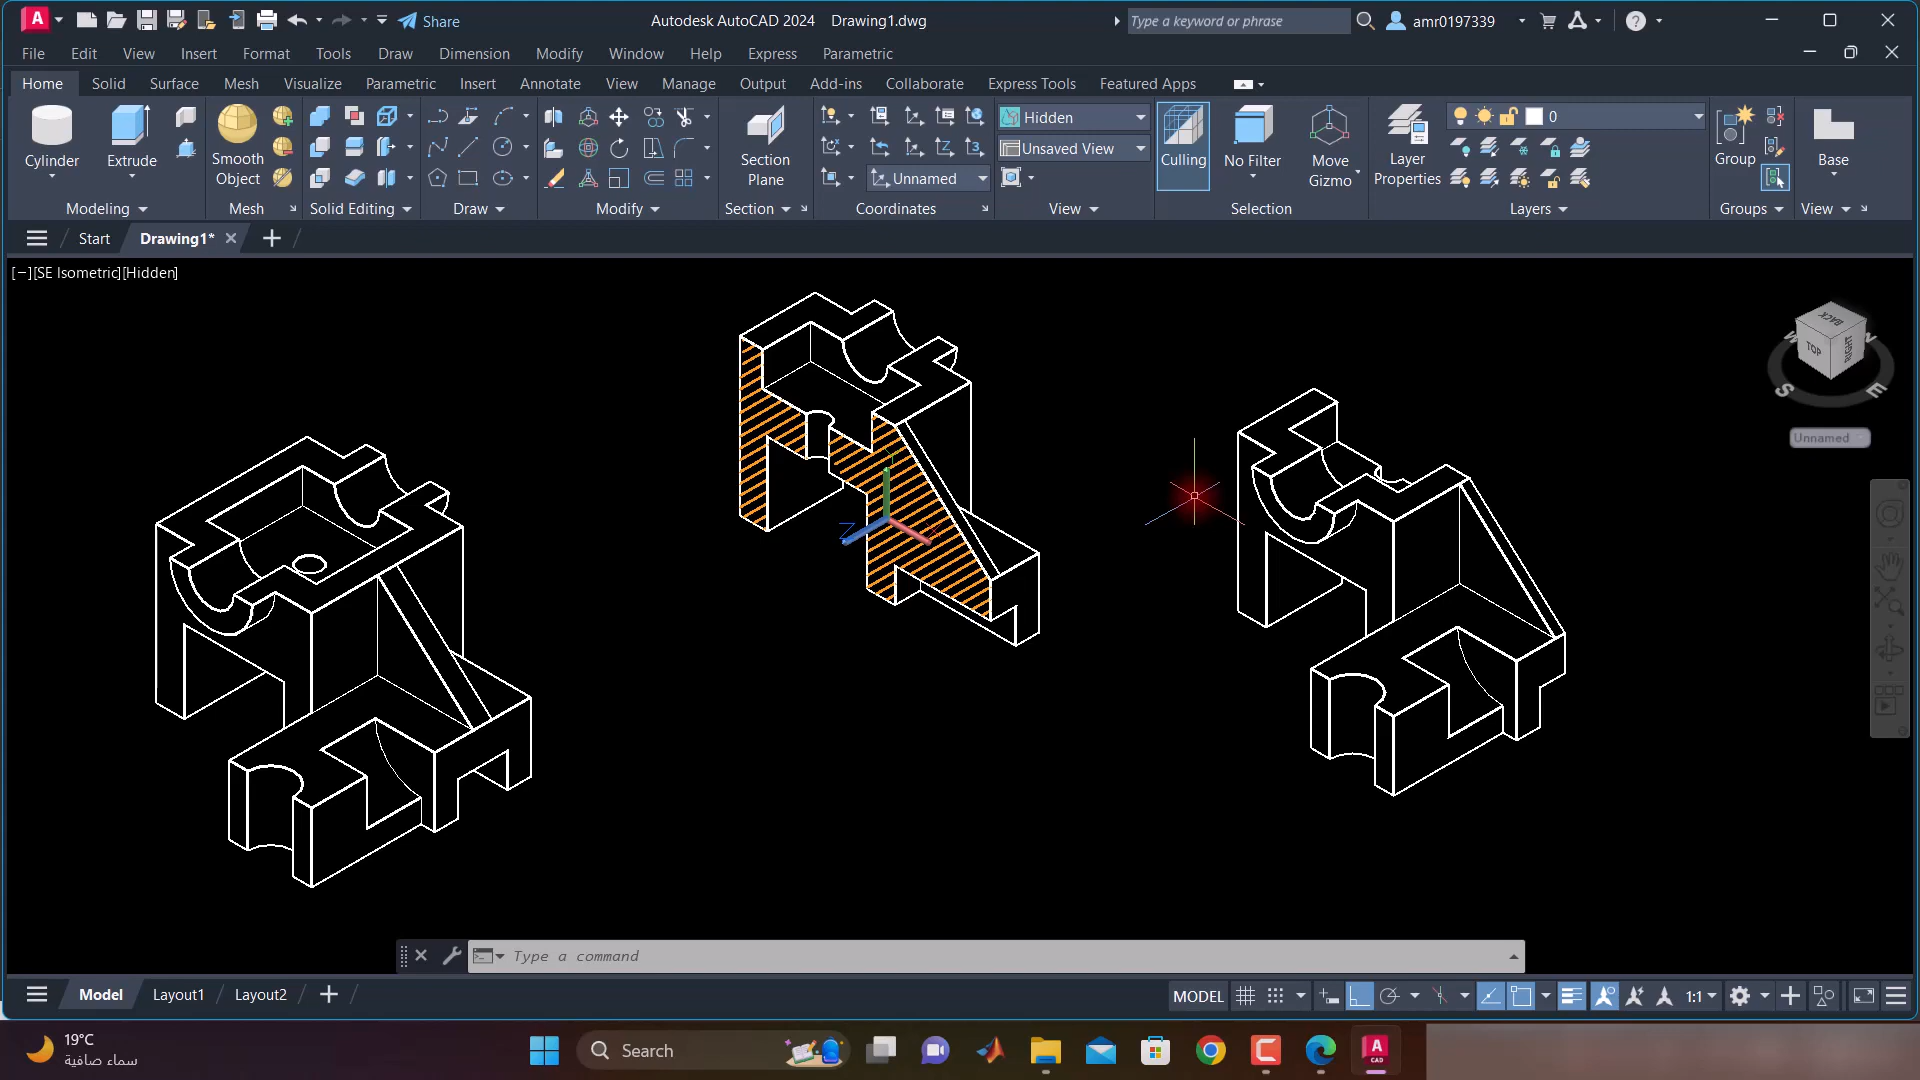 A Share Autodesk AutoCAD 2024 Drawing1.dwg Type a keyword or phrase amr0197339
File Edit View Insert Format Tools Draw Dimension Modify Window Help Express Parametric
Home Solid Surface Mesh Visualize Parametric Insert Annotate View Manage Output Add-ins Collaborate Express Tools Featured Apps
Hidden 0
Cylinder Extrude Smooth Object Section Plane Unsaved View Culling No Filter Move Gizmo Layer Properties Group Base
Unnamed
Modeling Mesh Solid Editing Draw Modify Section Coordinates View Selection Layers Groups View
Start Drawing1*
[−][SE Isometric][Hidden]
BACK
TOP RIGHT
S E
Unnamed
Z
Type a command
Model Layout1 Layout2 MODEL 1:1
19°C
سماء صافية
Search
A
CAD